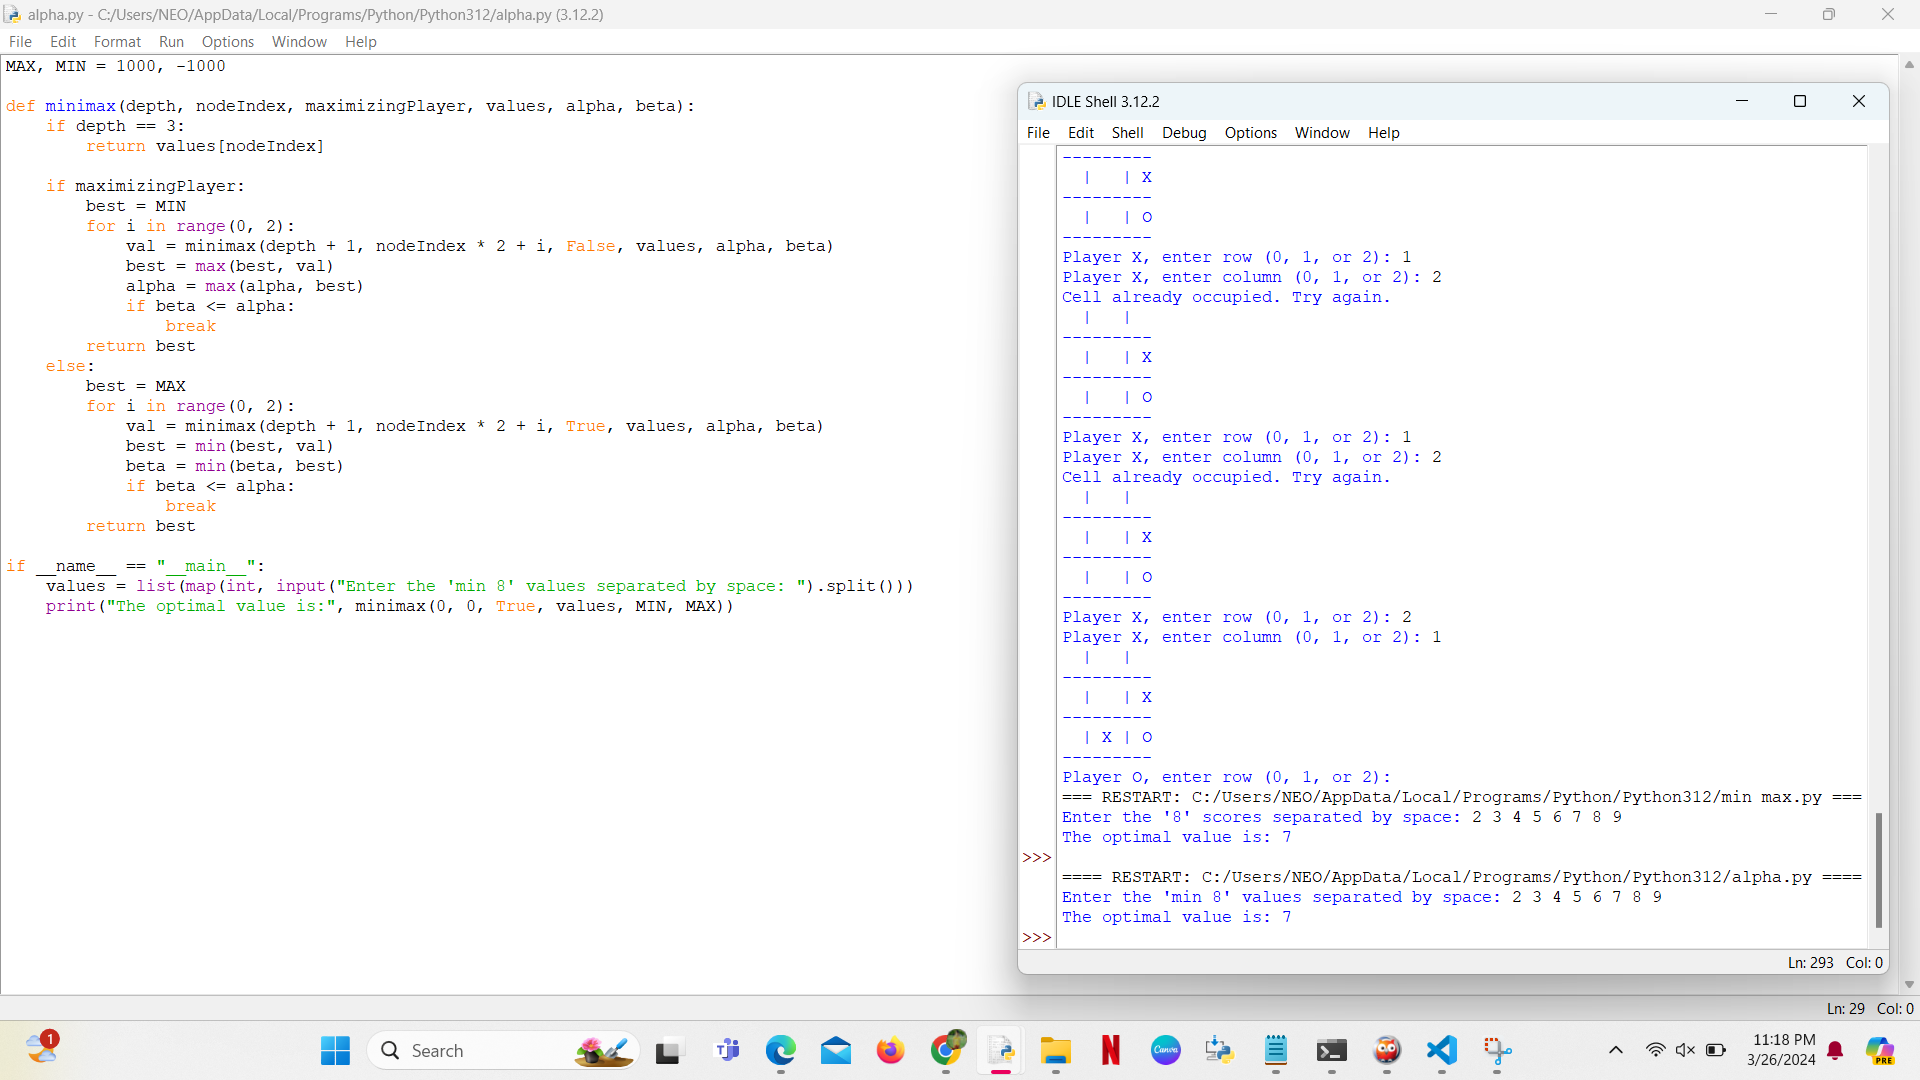 alpha.py - C:/Users/NEO/AppData/Local/Programs/Python/Python312/alpha.py (3.12.2)
File Edit Format Run Options Window Help
MAX, MIN = 1000, -1000

def minimax(depth, nodeIndex, maximizingPlayer, values, alpha, beta):
    if depth == 3:
        return values[nodeIndex]

    if maximizingPlayer:
        best = MIN
        for i in range(0, 2):
            val = minimax(depth + 1, nodeIndex * 2 + i, False, values, alpha, beta)
            best = max(best, val)
            alpha = max(alpha, best)
            if beta <= alpha:
                break
        return best
    else:
        best = MAX
        for i in range(0, 2):
            val = minimax(depth + 1, nodeIndex * 2 + i, True, values, alpha, beta)
            best = min(best, val)
            beta = min(beta, best)
            if beta <= alpha:
                break
        return best

if __name__ == "__main__":
    values = list(map(int, input("Enter the 'min 8' values separated by space: ").split()))
    print("The optimal value is:", minimax(0, 0, True, values, MIN, MAX))
IDLE Shell 3.12.2
File Edit Shell Debug Options Window Help
---------
  |   | X
---------
  |   | O
---------
Player X, enter row (0, 1, or 2): 1
Player X, enter column (0, 1, or 2): 2
Cell already occupied. Try again.
  |   |
---------
  |   | X
---------
  |   | O
---------
Player X, enter row (0, 1, or 2): 1
Player X, enter column (0, 1, or 2): 2
Cell already occupied. Try again.
  |   |
---------
  |   | X
---------
  |   | O
---------
Player X, enter row (0, 1, or 2): 2
Player X, enter column (0, 1, or 2): 1
  |   |
---------
  |   | X
---------
  | X | O
---------
Player O, enter row (0, 1, or 2):
=== RESTART: C:/Users/NEO/AppData/Local/Programs/Python/Python312/min max.py ===
Enter the '8' scores separated by space: 2 3 4 5 6 7 8 9
The optimal value is: 7
>>>
==== RESTART: C:/Users/NEO/AppData/Local/Programs/Python/Python312/alpha.py ====
Enter the 'min 8' values separated by space: 2 3 4 5 6 7 8 9
The optimal value is: 7
>>>
Ln: 293 Col: 0
Ln: 29 Col: 0
1
Search
N
Canva
PRE
11:18 PM
3/26/2024